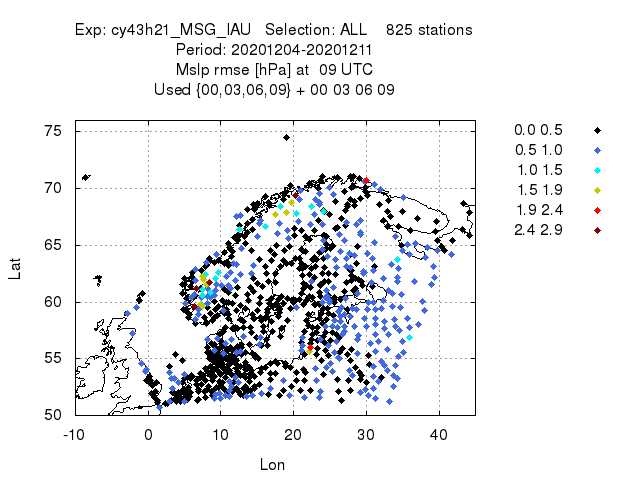 Exp: cy43h21_MSG_IAU   Selection: ALL    825 stations
Period: 20201204-20201211
Mslp rmse [hPa] at  09 UTC
Used {00,03,06,09} + 00 03 06 09
0.0 0.5
0.5 1.0
1.0 1.5
1.5 1.9
1.9 2.4
2.4 2.9
75
70
65
60
55
50
Lat
-10 0 10 20 30 40
Lon